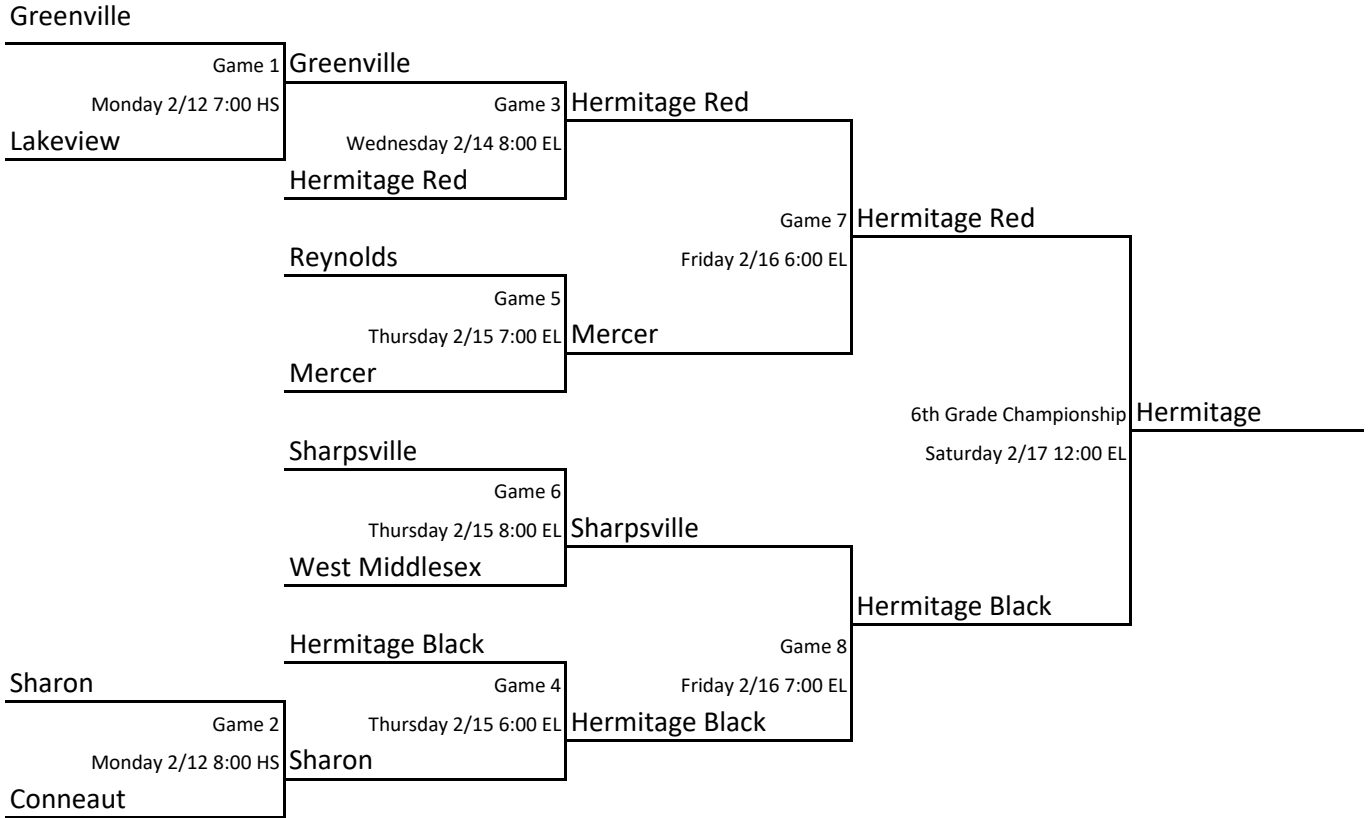 Greenville
Game 1
Greenville
Monday 2/12 7:00 HS
Game 3
Hermitage Red
Lakeview
Wednesday 2/14 8:00 EL
Hermitage Red
Game 7
Hermitage Red
Reynolds
Friday 2/16 6:00 EL
Game 5
Thursday 2/15 7:00 EL
Mercer
Mercer
6th Grade Championship
Hermitage
Sharpsville
Saturday 2/17 12:00 EL
Game 6
Thursday 2/15 8:00 EL
Sharpsville
West Middlesex
Hermitage Black
Hermitage Black
Game 8
Sharon
Game 4
Friday 2/16 7:00 EL
Game 2
Thursday 2/15 6:00 EL
Hermitage Black
Monday 2/12 8:00 HS
Sharon
Conneaut